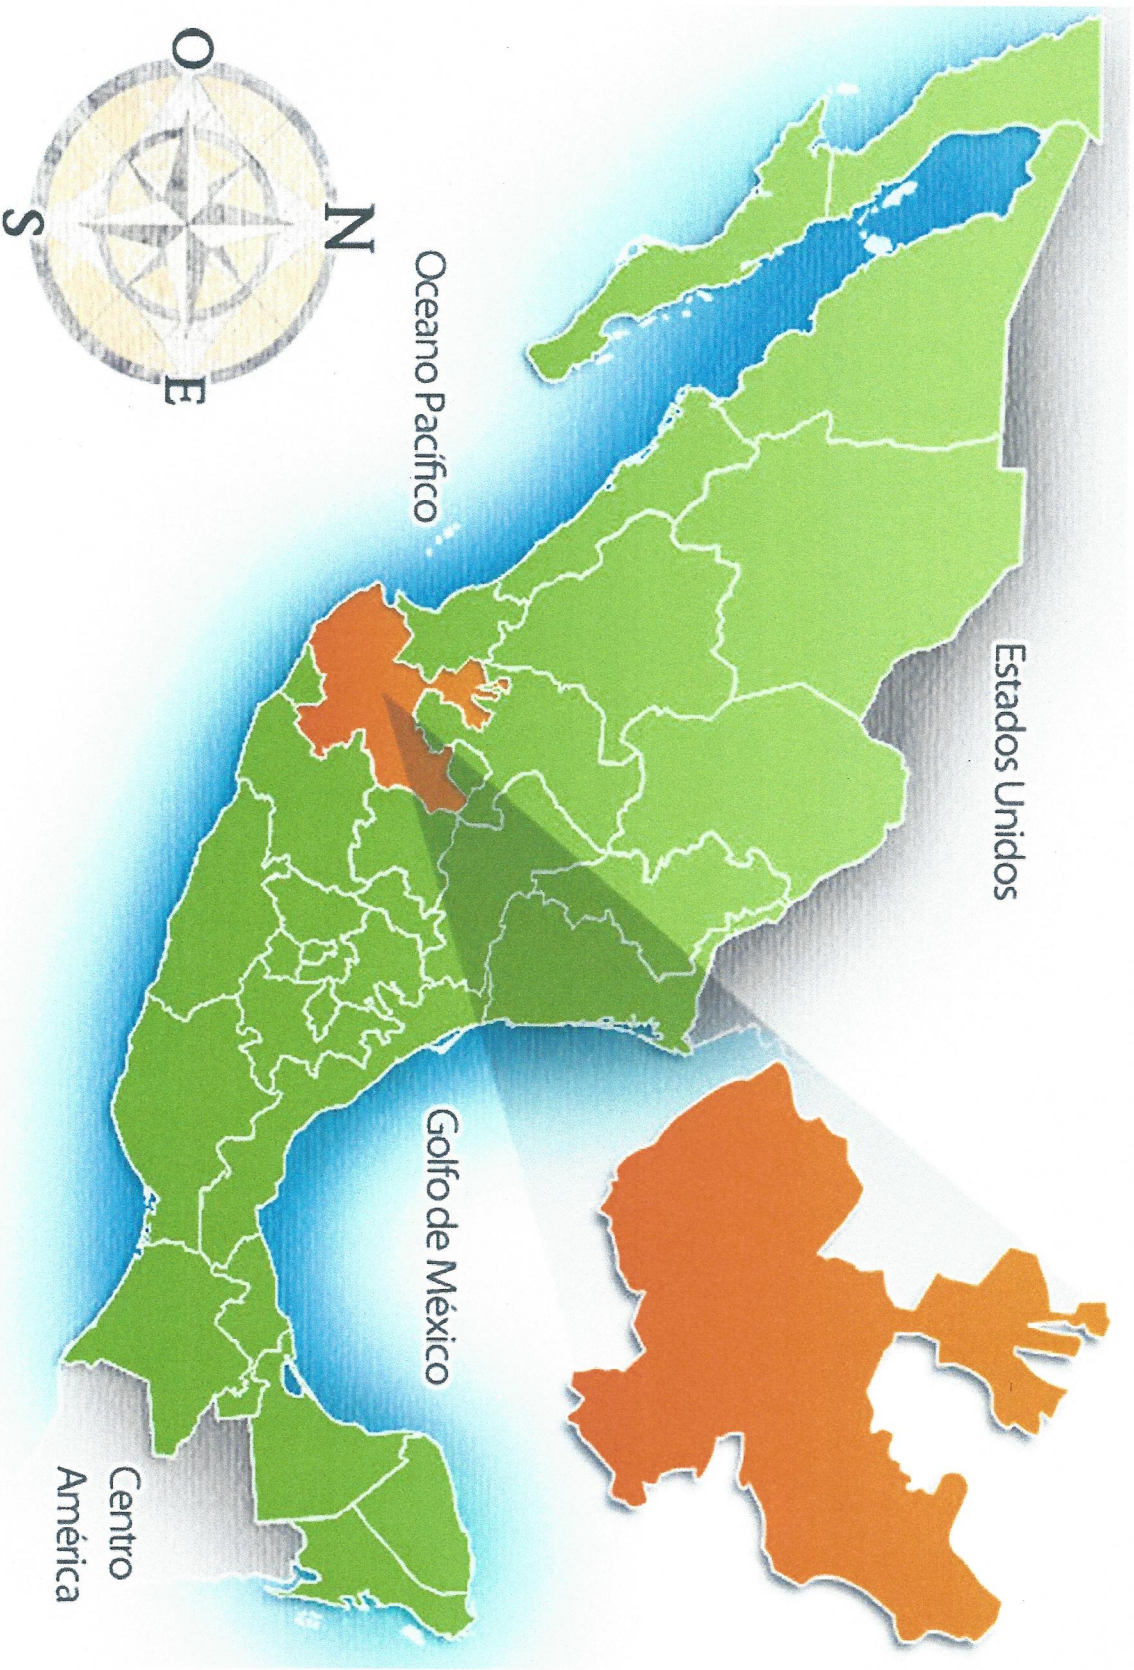 Estados Unidos
Oceano Pacífico
Golfo de México
Centro
América
N
O
E
S